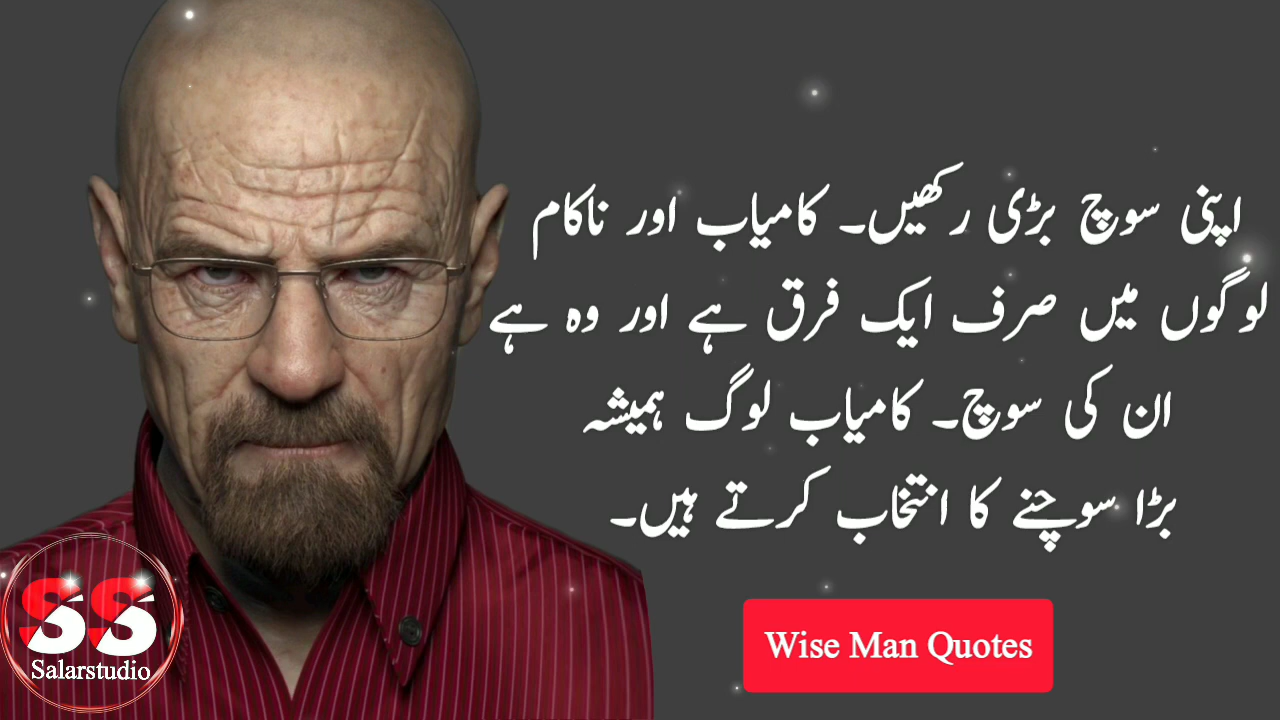 اپنی سوچ بڑی رکھیں۔ کامیاب اور ناکام
لوگوں میں صرف ایک فرق ہے اور وہ ہے
ان کی سوچ۔ کامیاب لوگ ہمیشہ
بڑا سوچنے کا انتخاب کرتے ہیں۔
Wise Man Quotes
SS
Salarstudio